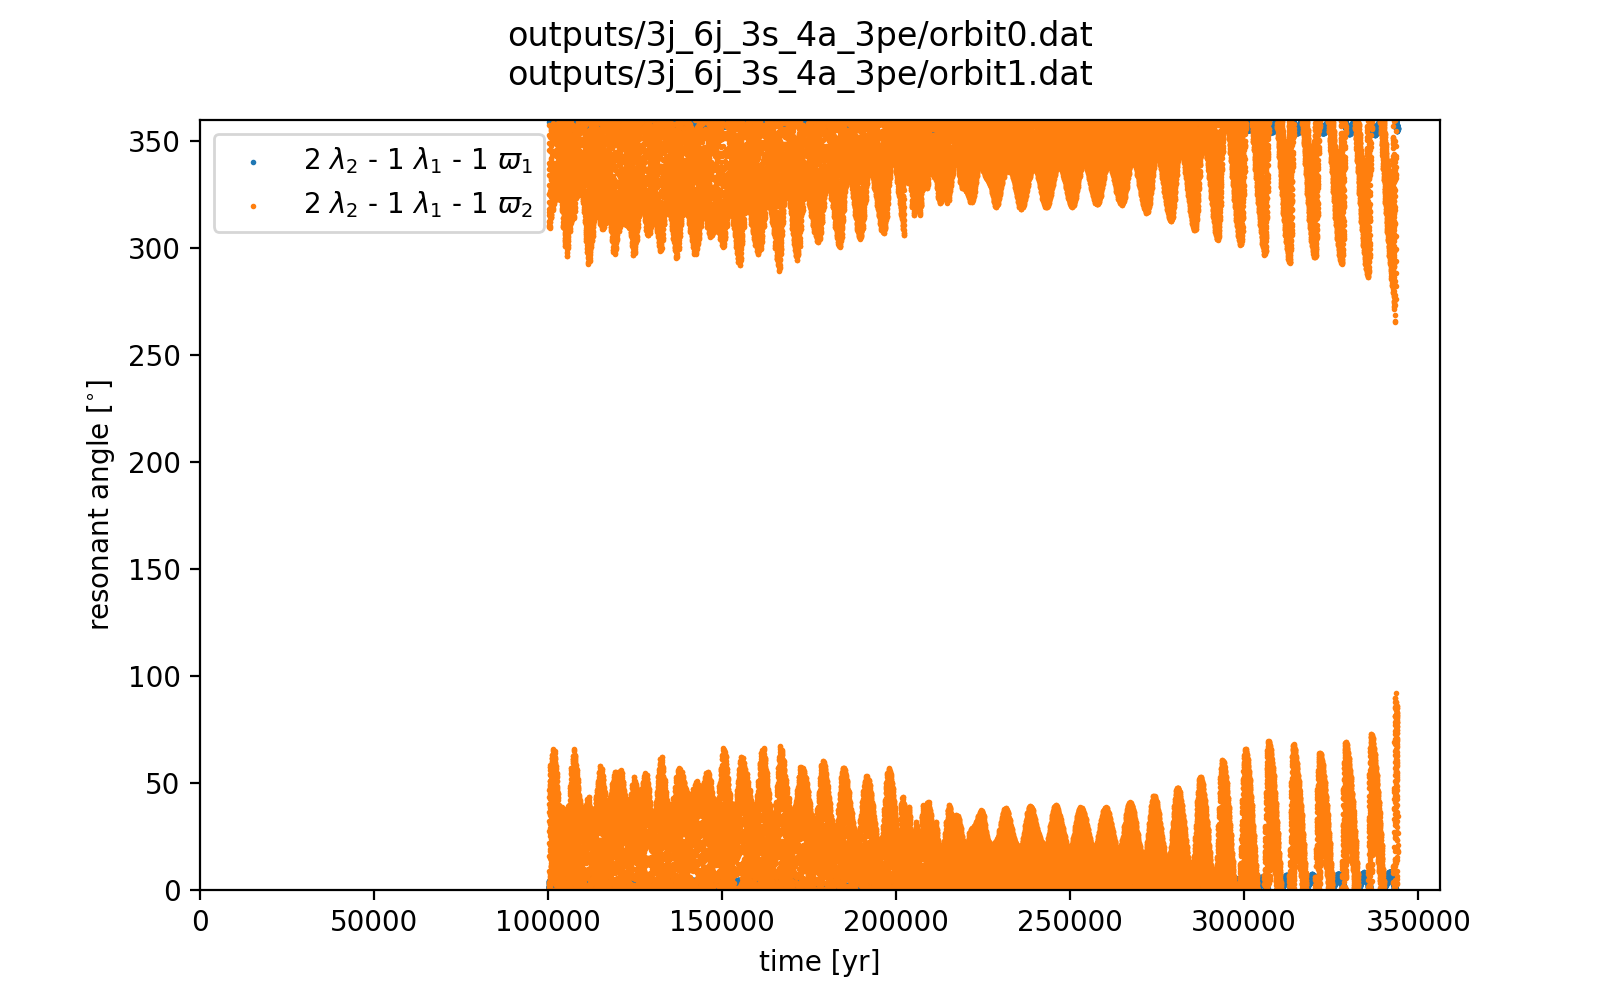 outputs/3j_6j_3s_4a_3pe/orbit0.dat
outputs/3j_6j_3s_4a_3pe/orbit1.dat
2 λ₂ - 1 λ₁ - 1 ϖ₁
2 λ₂ - 1 λ₁ - 1 ϖ₂
resonant angle [°]
350
300
250
200
150
100
50
0
0 50000 100000 150000 200000 250000 300000 350000
time [yr]